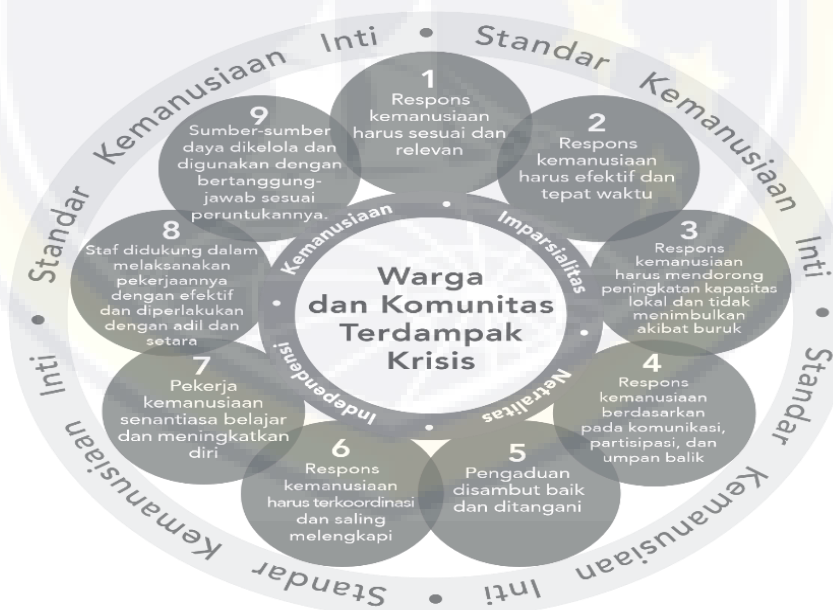 Standar Kemanusiaan Inti • Standar Kemanusiaan Inti • Standar Kemanusiaan Inti • Standar Kemanusiaan Inti •
1
Respons
kemanusiaan
harus sesuai dan
relevan
2
Respons
kemanusiaan
harus efektif dan
tepat waktu
3
Respons
kemanusiaan
harus mendorong
peningkatan kapasitas
lokal dan tidak
menimbulkan
akibat buruk
4
Respons
kemanusiaan
berdasarkan
pada komunikasi,
partisipasi, dan
umpan balik
5
Pengaduan
disambut baik
dan ditangani
6
Respons
kemanusiaan
harus terkoordinasi
dan saling
melengkapi
7
Pekerja
kemanusiaan
senantiasa belajar
dan meningkatkan
diri
8
Staf didukung dalam
melaksanakan
pekerjaannya
dengan efektif
dan diperlakukan
dengan adil dan
setara
9
Sumber-sumber
daya dikelola dan
digunakan dengan
bertanggung-
jawab sesuai
peruntukannya.
Kemanusiaan • Imparsialitas • Netralitas • Independensi •
Warga
dan Komunitas
Terdampak
Krisis